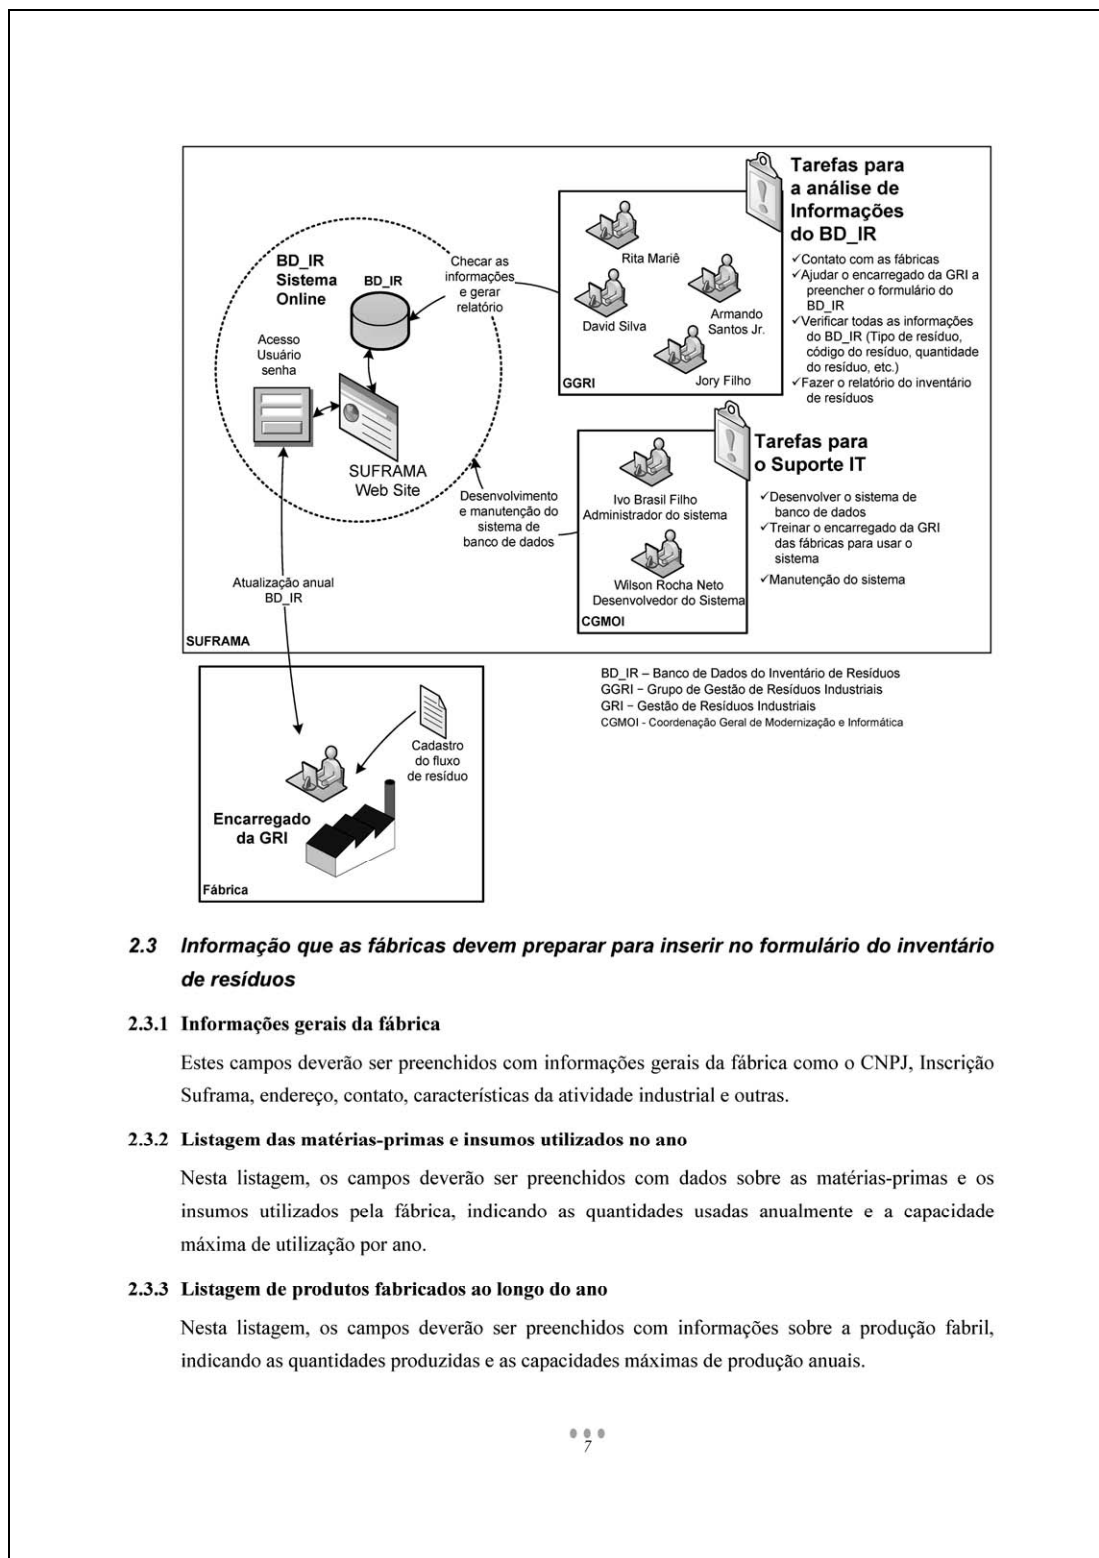 Tarefas para
a análise de
Informações
do BD_IR
✓Contato com as fábricas
✓Ajudar o encarregado da GRI a
preencher o formulário do
BD_IR
✓Verificar todas as informações
do BD_IR (Tipo de resíduo,
código do resíduo, quantidade
do resíduo, etc.)
✓Fazer o relatório do inventário
de resíduos
Rita Mariê
David Silva
Armando
Santos Jr.
Jory Filho
GGRI
Checar as
informações
e gerar
relatório
BD_IR
Sistema
Online
BD_IR
Acesso
Usuário
senha
SUFRAMA
Web Site
Desenvolvimento
e manutenção do
sistema de
banco de dados
Ivo Brasil Filho
Administrador do sistema
Wilson Rocha Neto
Desenvolvedor do Sistema
CGMOI
Tarefas para
o Suporte IT
✓Desenvolver o sistema de
banco de dados
✓Treinar o encarregado da GRI
das fábricas para usar o
sistema
✓Manutenção do sistema
Atualização anual
BD_IR
SUFRAMA
BD_IR – Banco de Dados do Inventário de Resíduos
GGRI – Grupo de Gestão de Resíduos Industriais
GRI – Gestão de Resíduos Industriais
CGMOI - Coordenação Geral de Modernização e Informática
Cadastro
do fluxo
de resíduo
Encarregado
da GRI
Fábrica
2.3 Informação que as fábricas devem preparar para inserir no formulário do inventário
de resíduos
2.3.1 Informações gerais da fábrica
Estes campos deverão ser preenchidos com informações gerais da fábrica como o CNPJ, Inscrição
Suframa, endereço, contato, características da atividade industrial e outras.
2.3.2 Listagem das matérias-primas e insumos utilizados no ano
Nesta listagem, os campos deverão ser preenchidos com dados sobre as matérias-primas e os
insumos utilizados pela fábrica, indicando as quantidades usadas anualmente e a capacidade
máxima de utilização por ano.
2.3.3 Listagem de produtos fabricados ao longo do ano
Nesta listagem, os campos deverão ser preenchidos com informações sobre a produção fabril,
indicando as quantidades produzidas e as capacidades máximas de produção anuais.
7